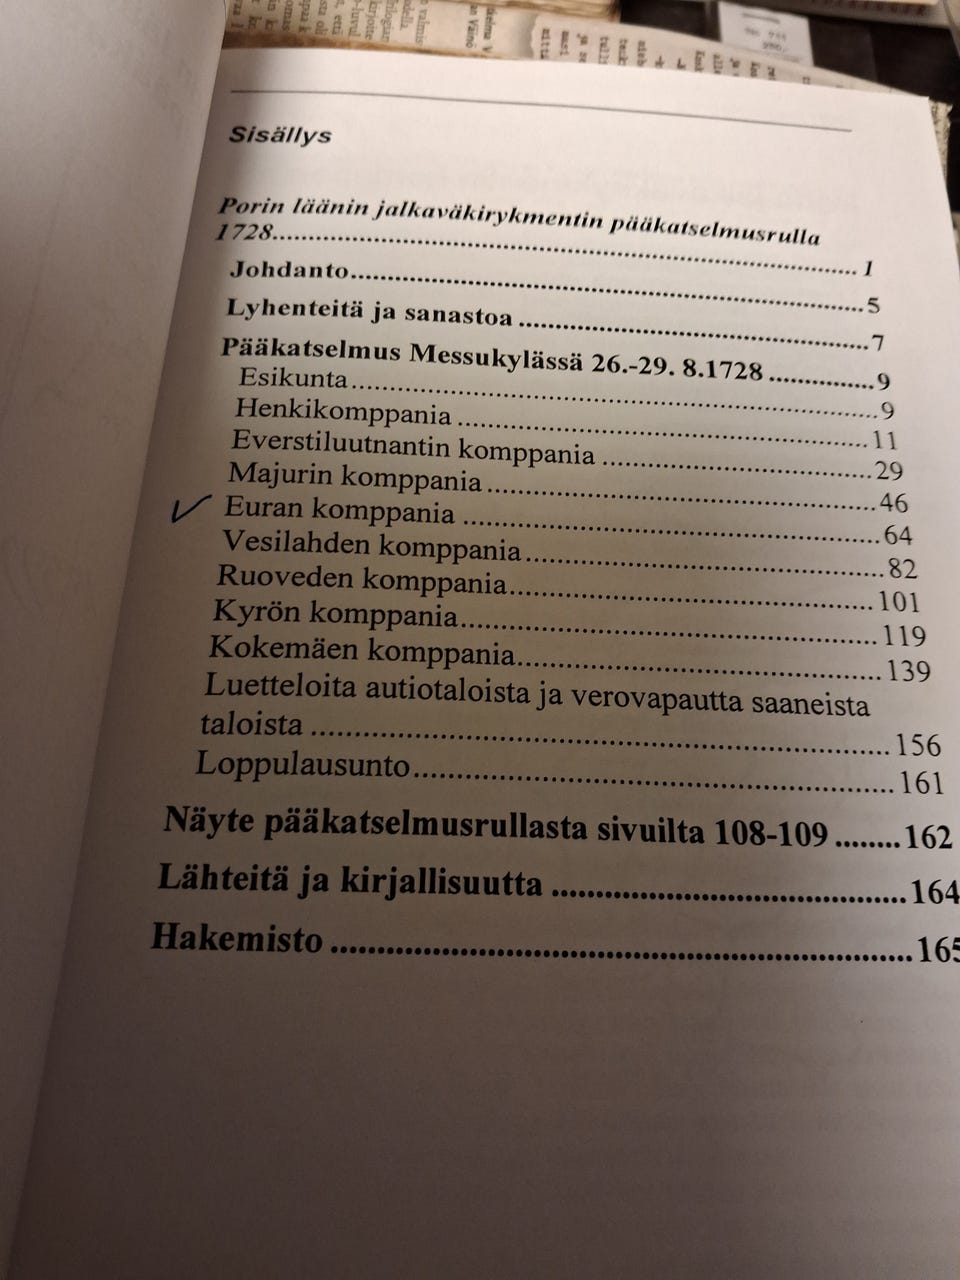 Sisällys
Porin läänin jalkaväkirykmentin pääkatselmusrulla
1728.......................................................................... 1
Johdanto.................................................................5
Lyhenteitä ja sanastoa .............................................7
Pääkatselmus Messukylässä 26.-29. 8.1728 ..............9
Esikunta..................................................................9
Henkikomppania ...................................................11
Everstiluutnantin komppania .................................29
Majurin komppania ...............................................46
Euran komppania ..................................................64
Vesilahden komppania...........................................82
Ruoveden komppania...........................................101
Kyrön komppania.................................................119
Kokemäen komppania..........................................139
Luetteloita autiotaloista ja verovapautta saaneista
taloista .................................................................156
Loppulausunto......................................................161
Näyte pääkatselmusrullasta sivuilta 108-109 ........162
Lähteitä ja kirjallisuutta .......................................164
Hakemisto ............................................................165